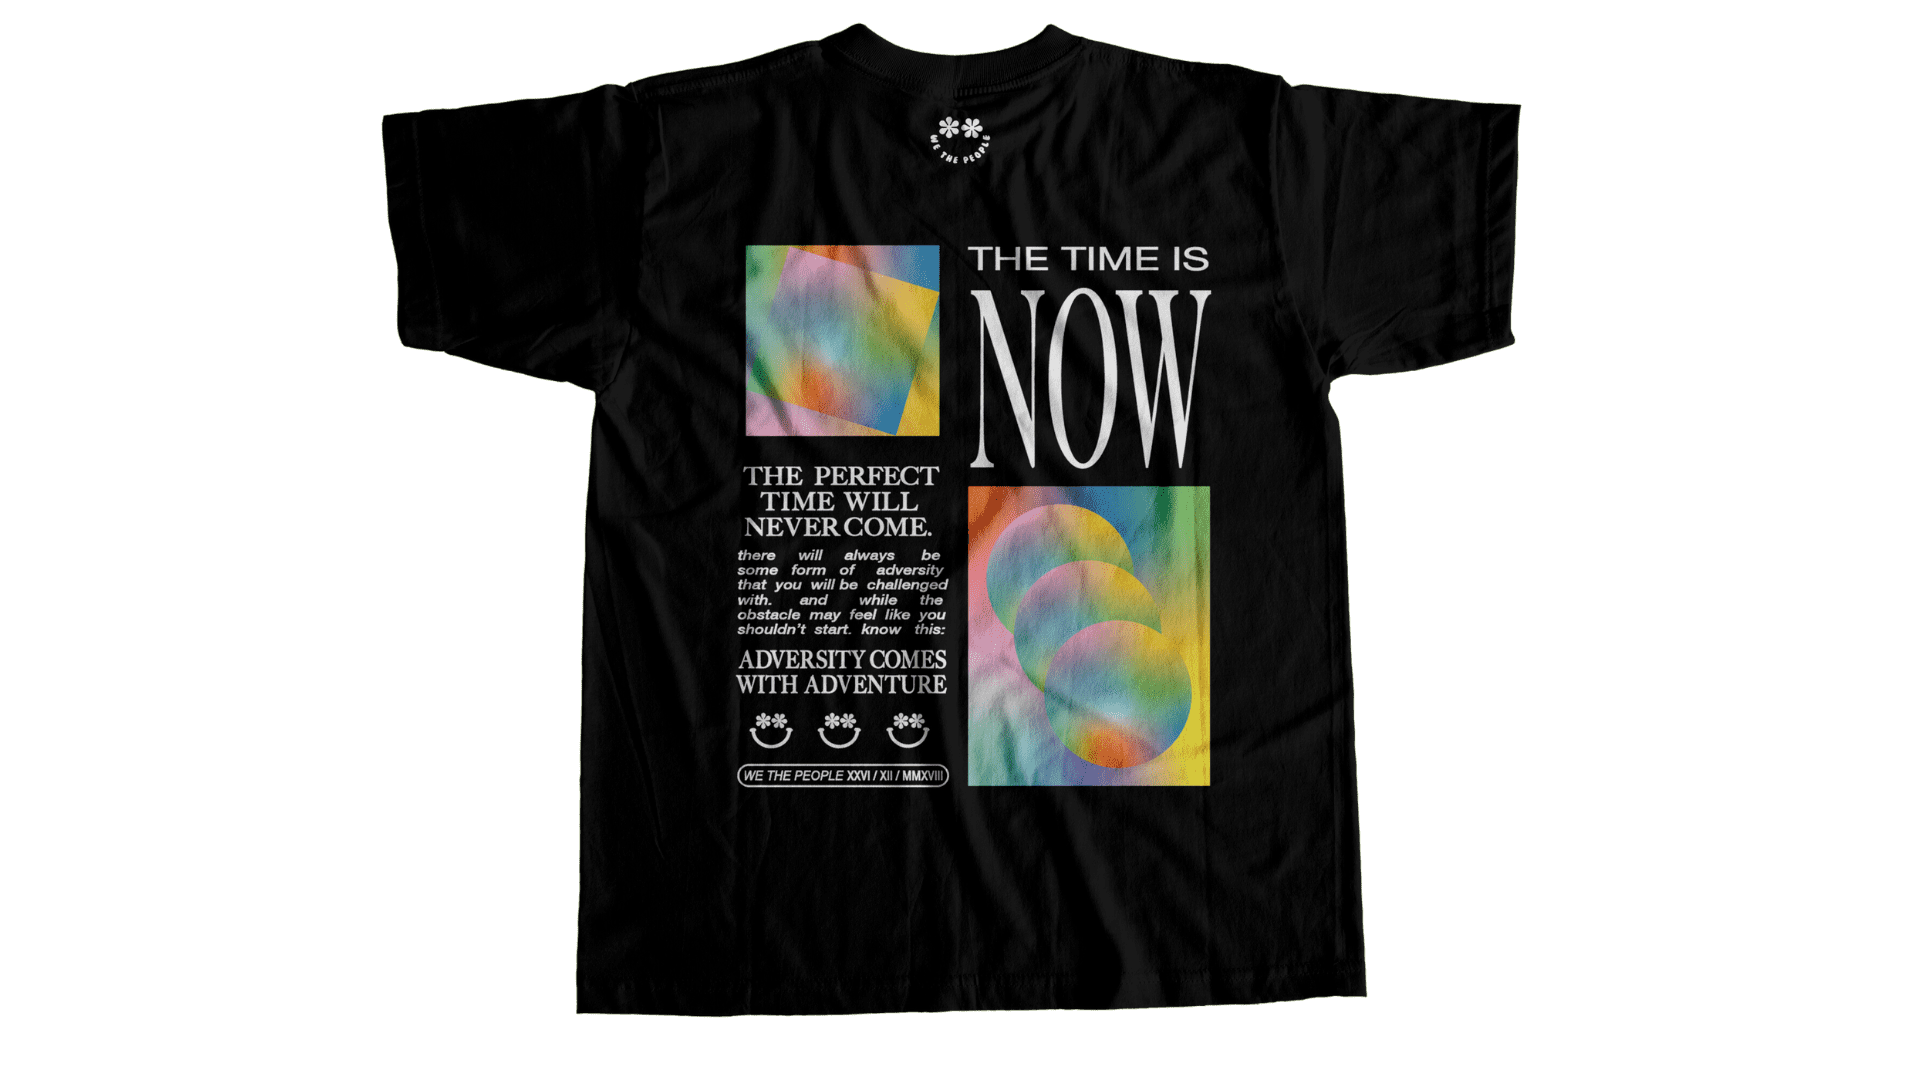 WE THE PEOPLE
THE TIME IS
NOW
THE PERFECT
TIME WILL
NEVER COME.
there will always be
some form of adversity
that you will be challenged
with. and while the
obstacle may feel like you
shouldn't start. know this:
ADVERSITY COMES
WITH ADVENTURE
WE THE PEOPLE XXVI / XII / MMXVIII